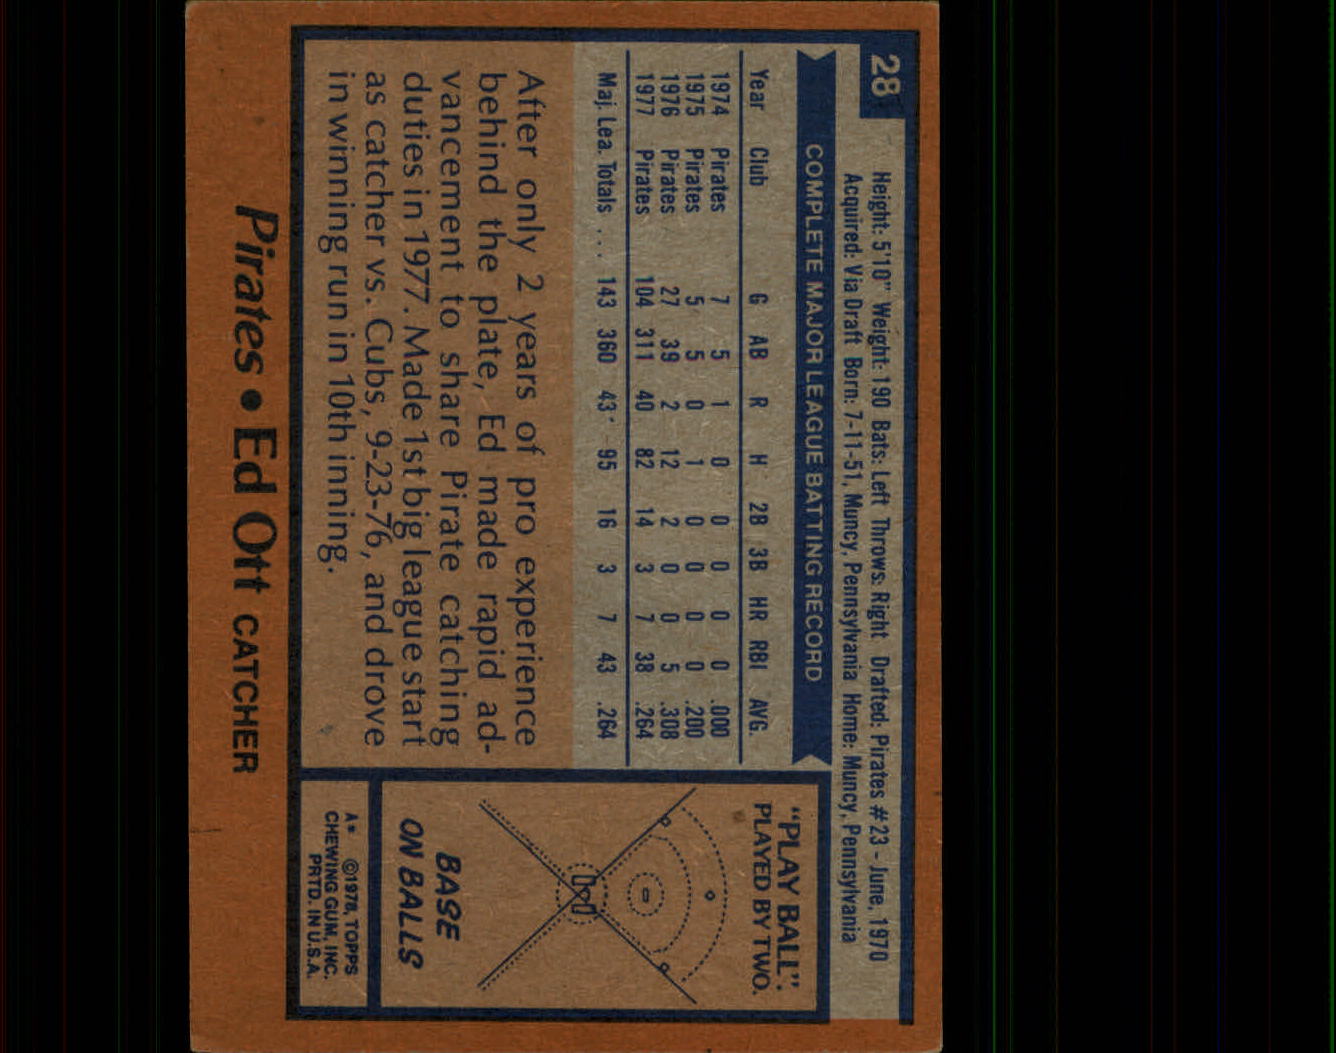 28
Height: 5'10" Weight: 190 Bats: Left Throws: Right Drafted: Pirates #23 - June, 1970
Acquired: Via Draft Born: 7-11-51, Muncy, Pennsylvania Home: Muncy, Pennsylvania
COMPLETE MAJOR LEAGUE BATTING RECORD
Year Club G AB R H 2B 3B HR RBI AVG.
1974 Pirates 7 5 1 0 0 0 0 0 .000
1975 Pirates 5 5 0 1 0 0 0 0 .200
1976 Pirates 27 39 2 12 2 0 0 5 .308
1977 Pirates 104 311 40 82 14 3 7 38 .264
Maj. Lea. Totals ... 143 360 43 95 16 3 7 43 .264
After only 2 years of pro experience
behind the plate, Ed made rapid ad-
vancement to share Pirate catching
duties in 1977. Made 1st big league start
as catcher vs. Cubs, 9-23-76, and drove
in winning run in 10th inning.
"PLAY BALL".
PLAYED BY TWO.
BASE
ON BALLS
A* ©1978, TOPPS
CHEWING GUM, INC.
PRTD. IN U.S.A.
Pirates • Ed Ott CATCHER